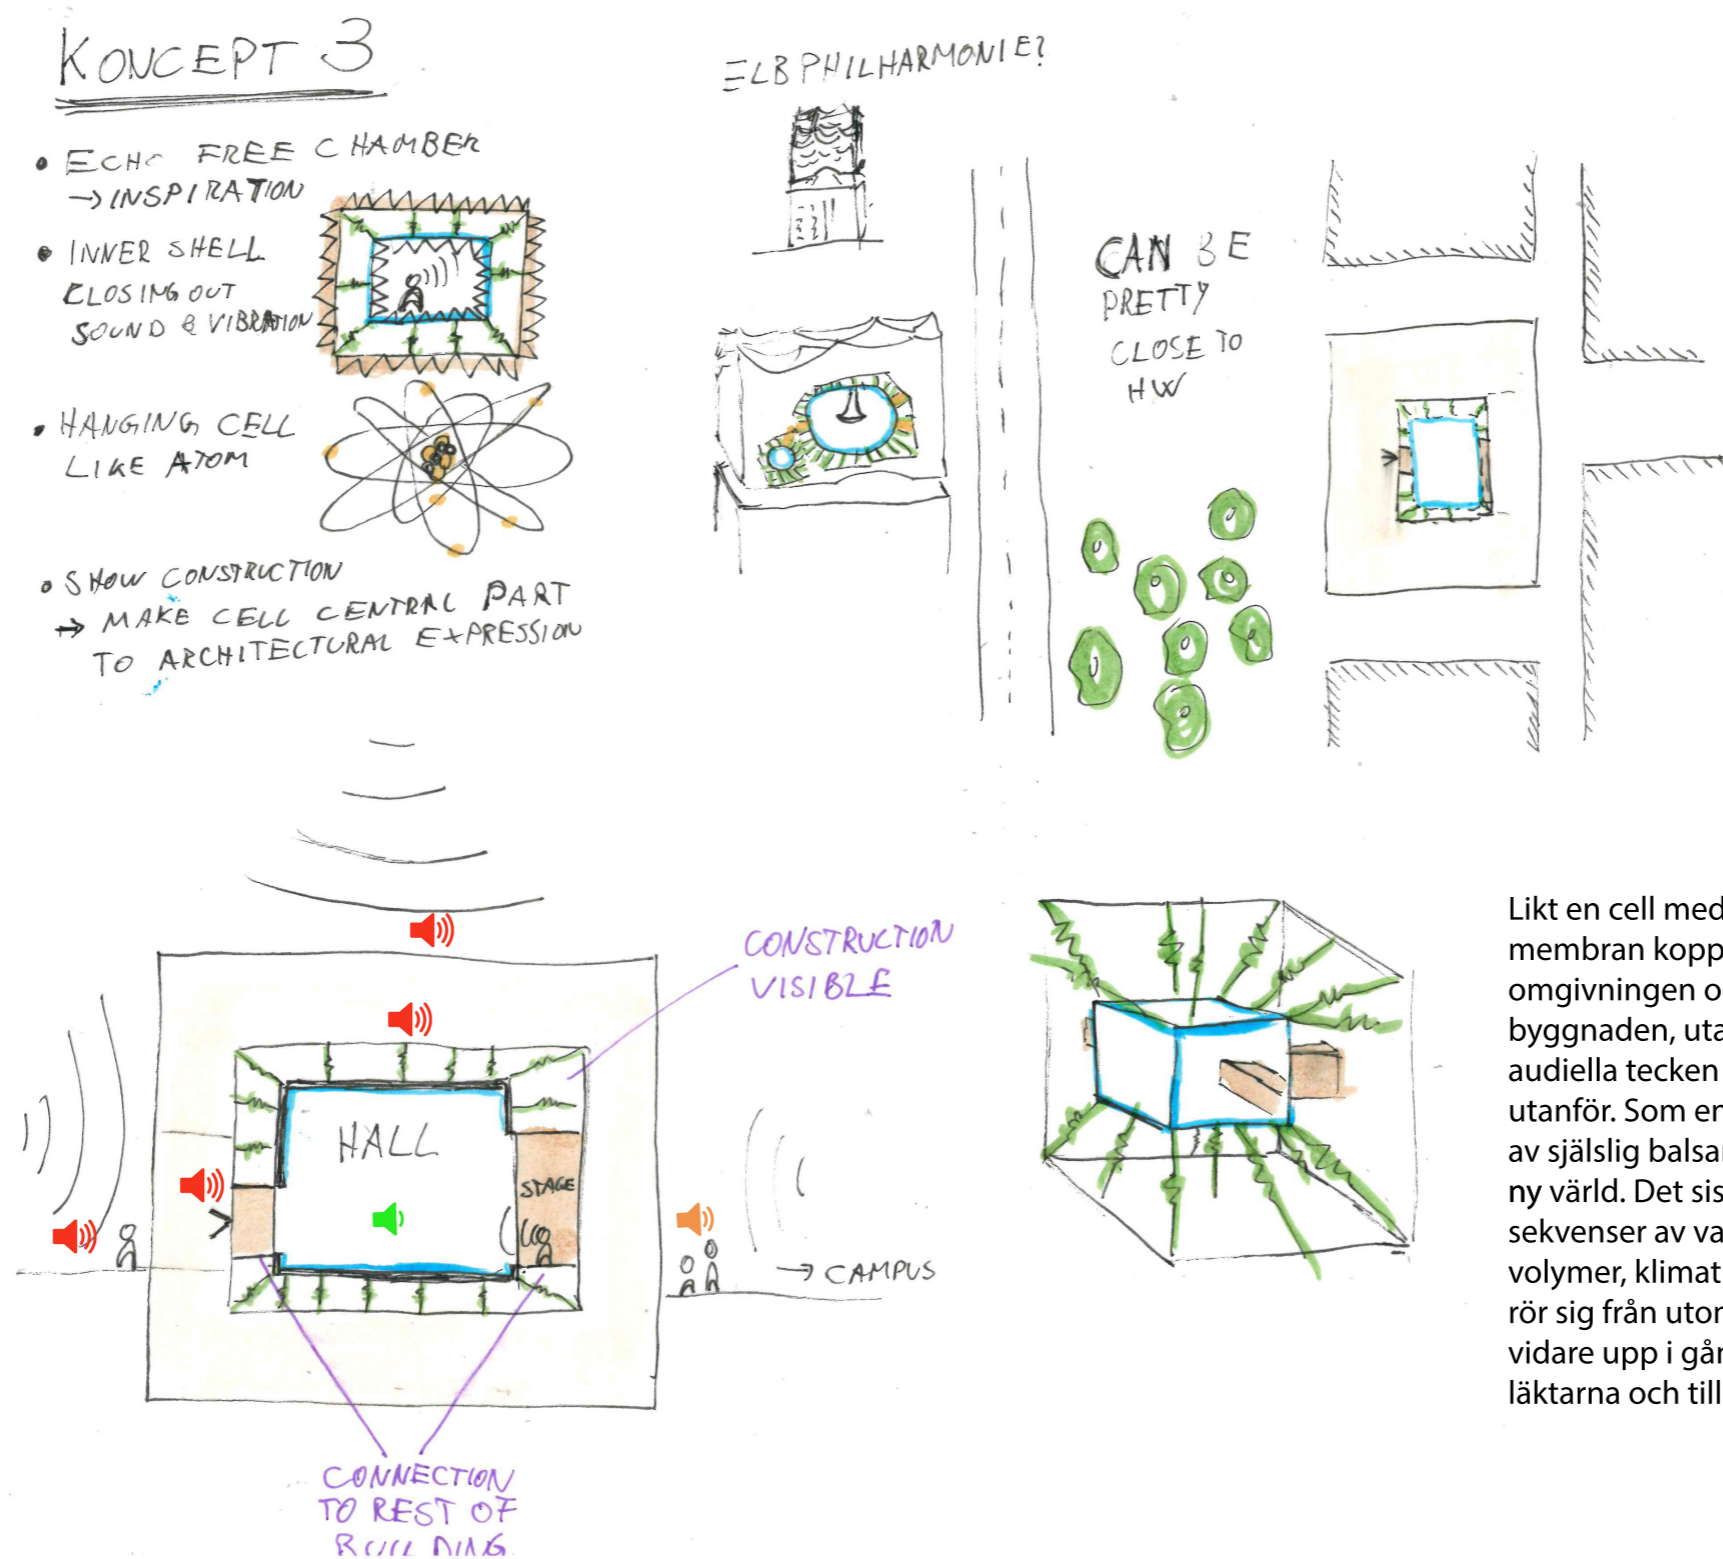 KONCEPT 3
• ECHO FREE CHAMBER
→ INSPIRATION
• INNER SHELL
CLOSING OUT
SOUND & VIBRATION
• HANGING CELL
LIKE ATOM
• SHOW CONSTRUCTION
→ MAKE CELL CENTRAL PART
TO ARCHITECTURAL EXPRESSION
ELBPHILHARMONIE?
CAN BE
PRETTY
CLOSE TO
HW
CONSTRUCTION
VISIBLE
HALL
STAGE
→ CAMPUS
CONNECTION
TO REST OF
BUILDING
Likt en cell med
membran kopp
omgivningen o
byggnaden, uta
audiella tecken
utanför. Som en
av själslig balsa
ny värld. Det sis
sekvenser av va
volymer, klimat
rör sig från uto
vidare upp i går
läktarna och till